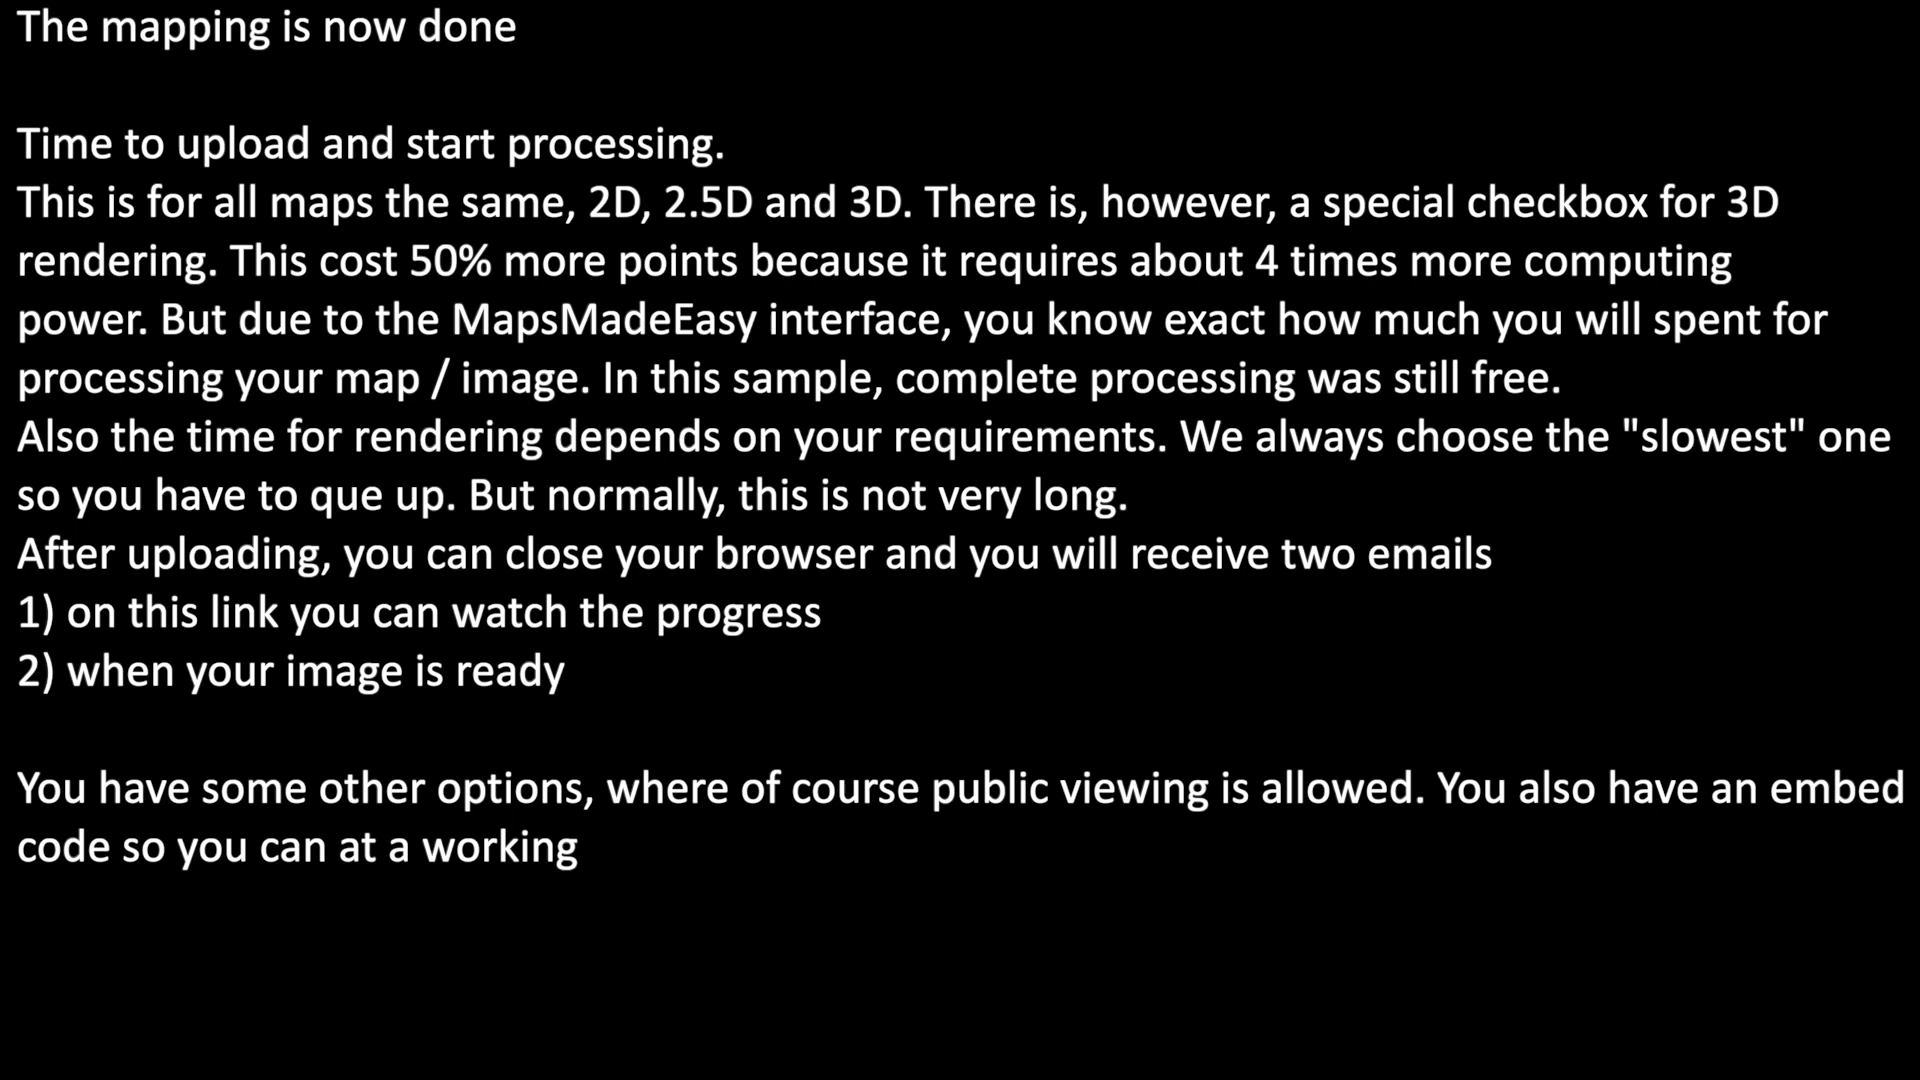 The mapping is now done
Time to upload and start processing.
This is for all maps the same, 2D, 2.5D and 3D. There is, however, a special checkbox for 3D
rendering. This cost 50% more points because it requires about 4 times more computing
power. But due to the MapsMadeEasy interface, you know exact how much you will spent for
processing your map / image. In this sample, complete processing was still free.
Also the time for rendering depends on your requirements. We always choose the "slowest" one
so you have to que up. But normally, this is not very long.
After uploading, you can close your browser and you will receive two emails
1) on this link you can watch the progress
2) when your image is ready
You have some other options, where of course public viewing is allowed. You also have an embed
code so you can at a working